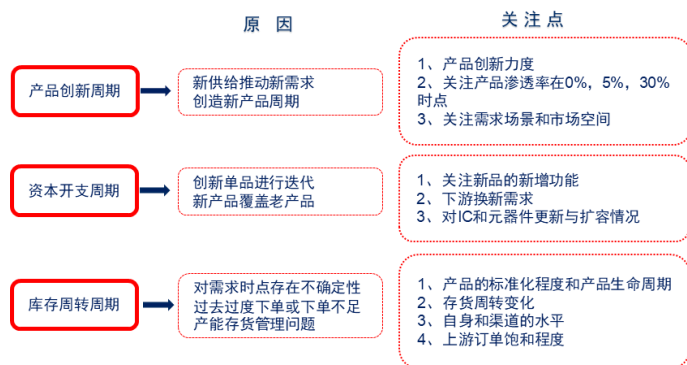 原 因
关 注 点
产品创新周期
新供给推动新需求
创造新产品周期
1、产品创新力度
2、关注产品渗透率在0%，5%，30%
时点
3、关注需求场景和市场空间
资本开支周期
创新单品进行迭代
新产品覆盖老产品
1、关注新品的新增功能
2、下游换新需求
3、对IC和元器件更新与扩容情况
库存周转周期
对需求时点存在不确定性
过去过度下单或下单不足
产能存货管理问题
1、产品的标准化程度和产品生命周期
2、存货周转变化
3、自身和渠道的水平
4、上游订单饱和程度